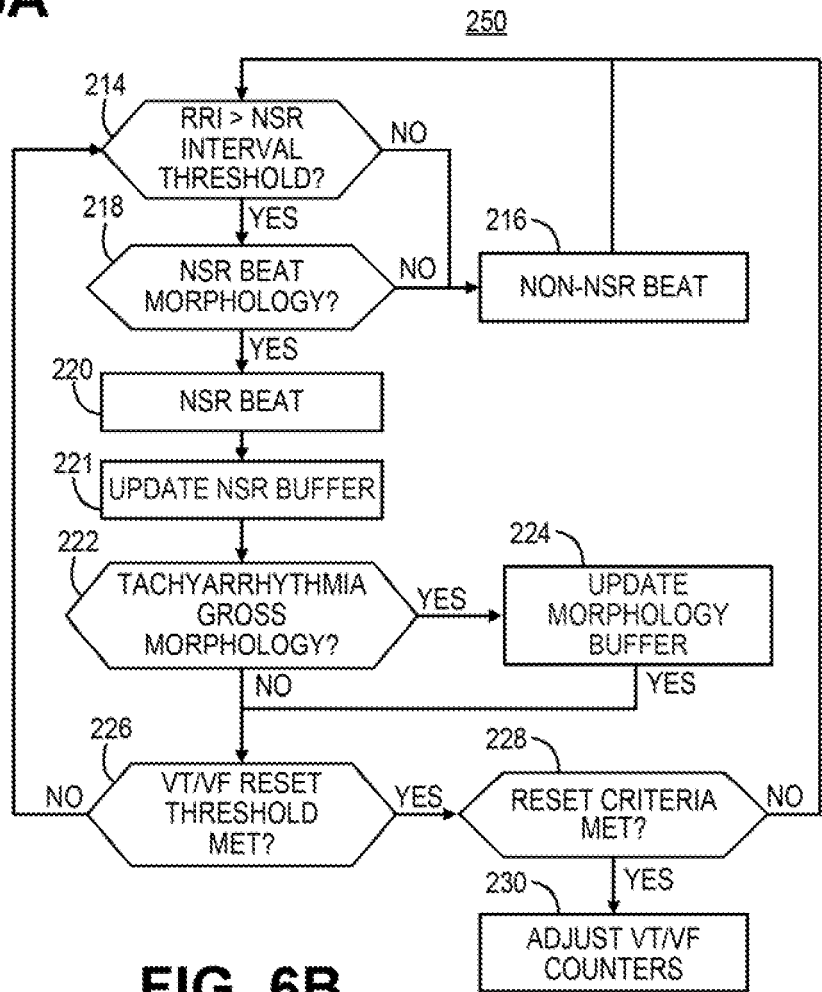 250
214
RRI > NSR
INTERVAL
THRESHOLD?
NO
YES
218
NSR BEAT
MORPHOLOGY?
NO
216
NON-NSR BEAT
YES
220
NSR BEAT
221
UPDATE NSR BUFFER
222
TACHYARRHYTHMIA
GROSS
MORPHOLOGY?
YES
224
UPDATE
MORPHOLOGY
BUFFER
NO
YES
226
VT/VF RESET
THRESHOLD
MET?
NO
YES
228
RESET CRITERIA
MET?
NO
YES
230
ADJUST VT/VF
COUNTERS
FIG. 6B